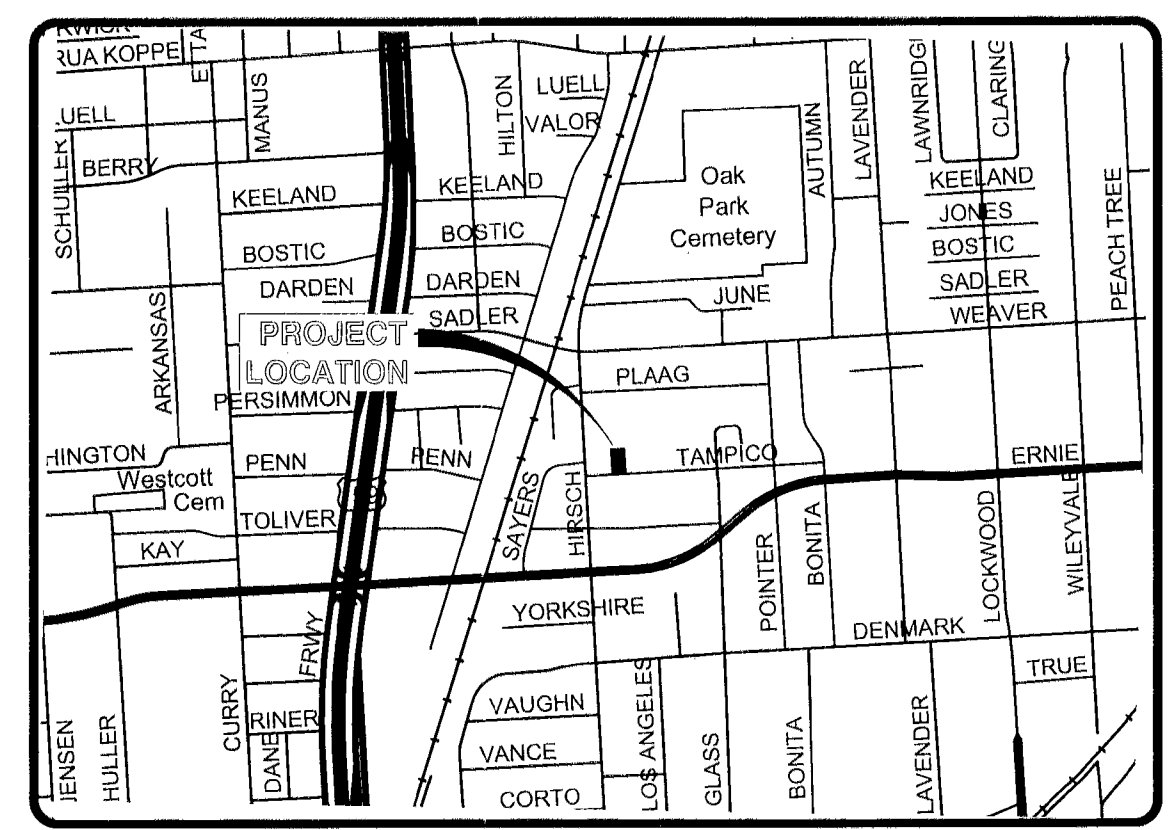 RUA KOPPE
MANUS
HILTON
LUELL
VALOR
AUTUMN
LAVENDER
CLARING
BERRY
KEELAND
KEELAND
Oak
Park
Cemetery
KEELAND
JONES
BOSTIC
SADLER
WEAVER
PEACH TREE
BOSTIC
BOSTIC
DARDEN
DARDEN
JUNE
SADLER
PROJECT
LOCATION
ARKANSAS
PERSIMMON
PLAAG
HINGTON
PENN
PENN
TAMPICO
ERNIE
Westcott
Cem
TOLIVER
KAY
SAYERS
HIRSCH
POINTER
BONITA
LOCKWOOD
WILEYVALE
YORKSHIRE
DENMARK
TRUE
FRWY
CURRY
RINER
DANE
VAUGHN
VANCE
CORTO
LOS ANGELES
GLASS
BONITA
LAVENDER
JENSEN
HULLER